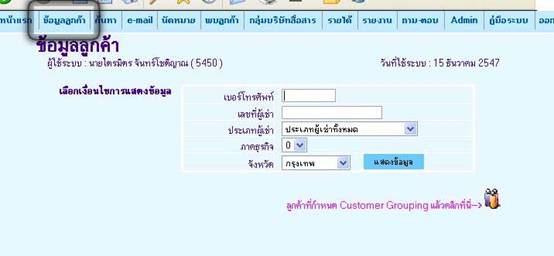 หน้าแรก ข้อมูลลูกค้า ค้นหา e-mail นัดหมาย พบลูกค้า กลุ่มบริษัทสื่อสาร รายได้ รายงาน ถาม-ตอบ Admin คู่มือระบบ ออก
ข้อมูลลูกค้า
ผู้ใช้ระบบ : นายไตรมิตร จันทร์โชติญาณ ( 5450 ) วันที่ใช้ระบบ : 15 ธันวาคม 2547
เลือกเงื่อนไขการแสดงข้อมูล เบอร์โทรศัพท์
เลขที่ผู้เช่า
ประเภทผู้เช่า ประเภทผู้เช่าทั้งหมด
ภาคธุรกิจ 0
จังหวัด กรุงเทพ แสดงข้อมูล
ลูกค้าที่กำหนด Customer Grouping แล้วคลิกที่นี่-->